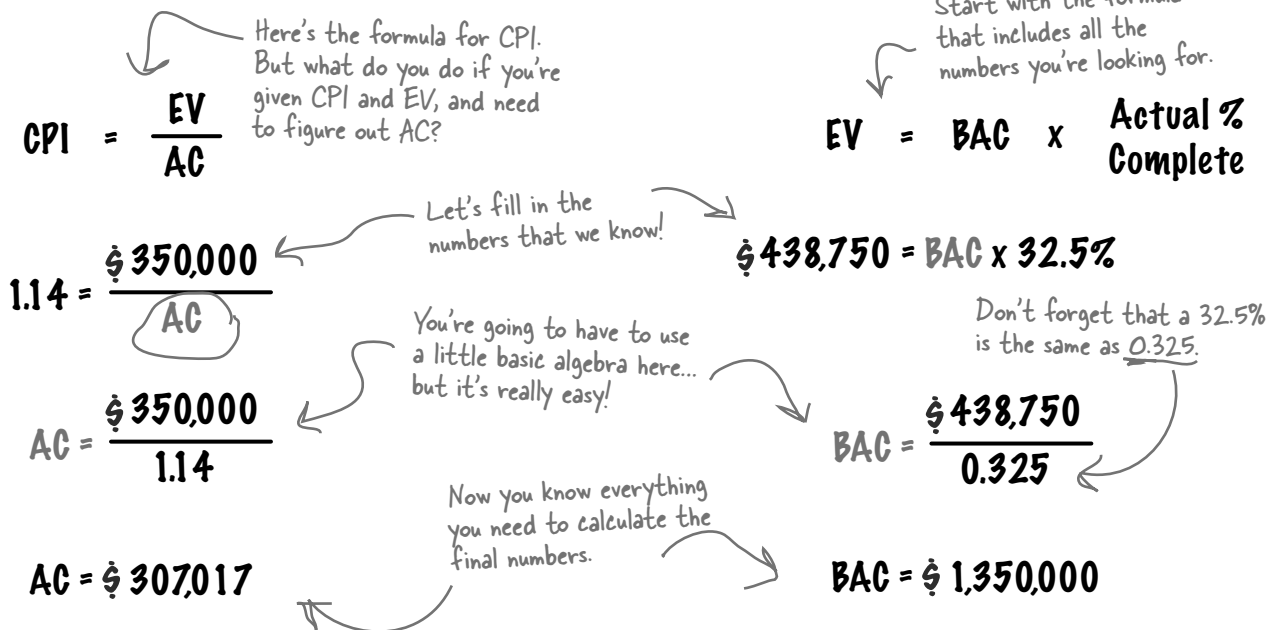 Here's the formula for CPI.
But what do you do if you're
given CPI and EV, and need
to figure out AC?
CPI = EV
AC
Start with the formula
that includes all the
numbers you're looking for.
EV = BAC x Actual %
Complete
Let's fill in the
numbers that we know!
1.14 = $350,000
AC
$438,750 = BAC x 32.5%
Don't forget that a 32.5%
is the same as 0.325.
You're going to have to use
a little basic algebra here...
but it's really easy!
AC = $350,000
1.14
BAC = $438,750
0.325
Now you know everything
you need to calculate the
final numbers.
AC = $307,017
BAC = $1,350,000